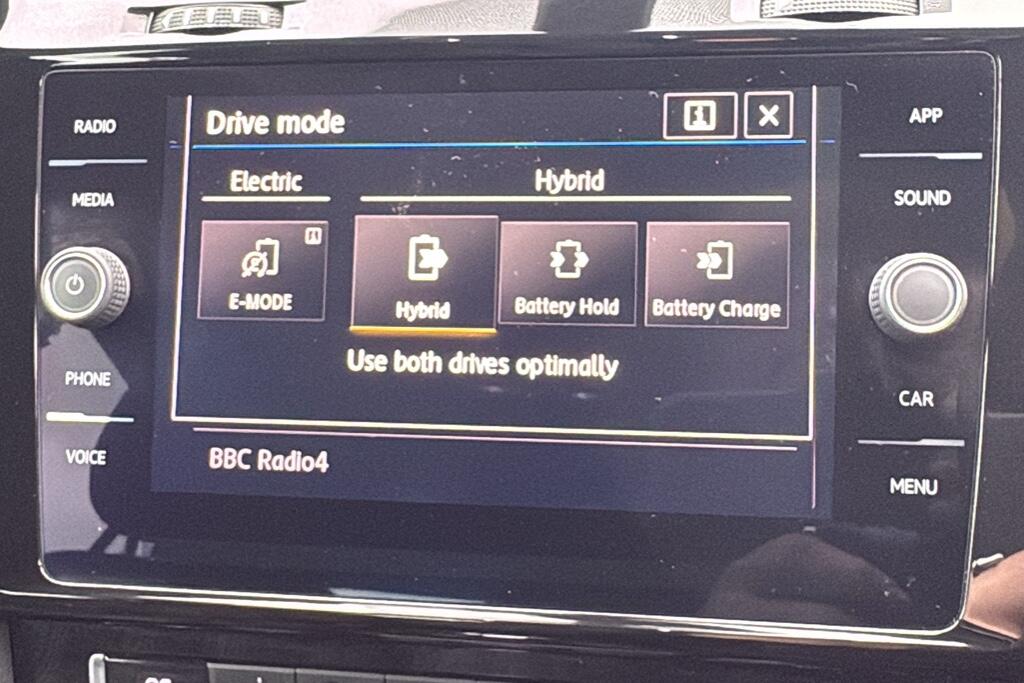 RADIO
MEDIA
PHONE
VOICE
Drive mode
i
X
Electric
Hybrid
E-MODE
Hybrid
Battery Hold
Battery Charge
Use both drives optimally
BBC Radio4
APP
SOUND
CAR
MENU